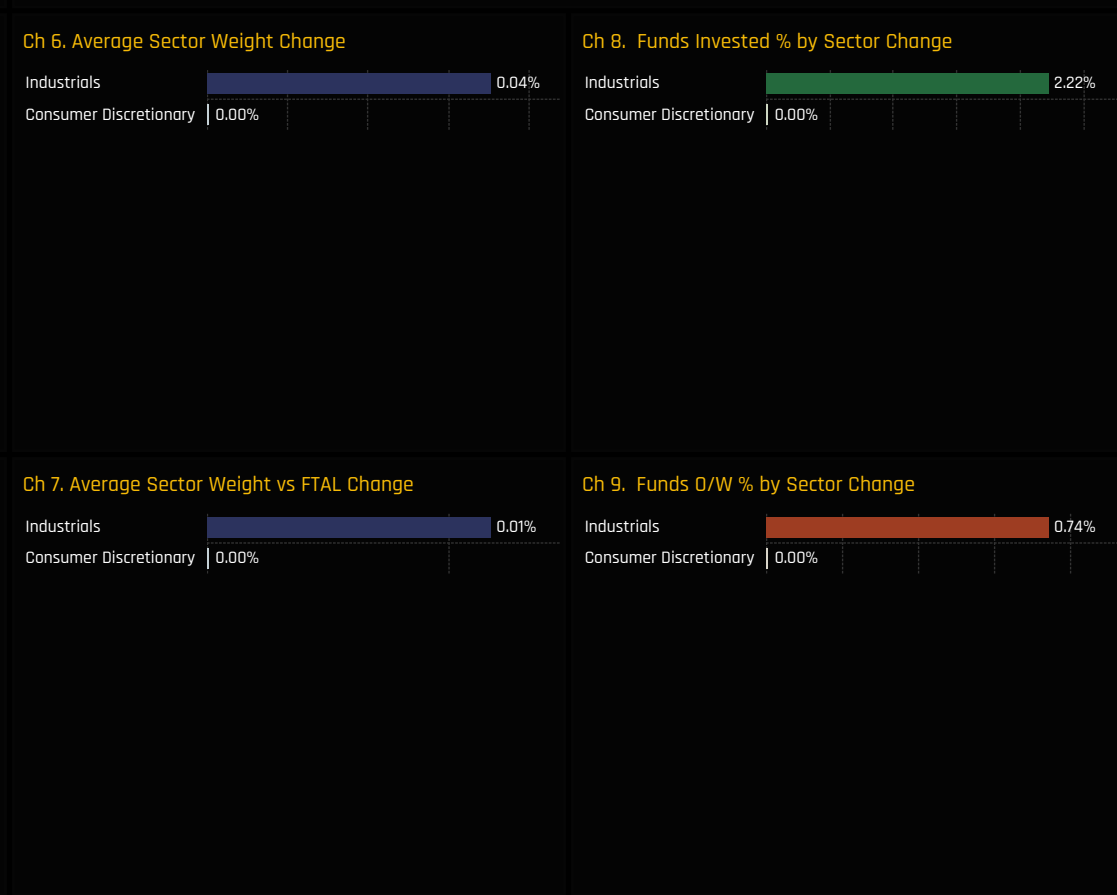 Ch 6. Average Sector Weight Change
Industrials 0.04%
Consumer Discretionary 0.00%
Ch 8. Funds Invested % by Sector Change
Industrials 2.22%
Consumer Discretionary 0.00%
Ch 7. Average Sector Weight vs FTAL Change
Industrials 0.01%
Consumer Discretionary 0.00%
Ch 9. Funds O/W % by Sector Change
Industrials 0.74%
Consumer Discretionary 0.00%